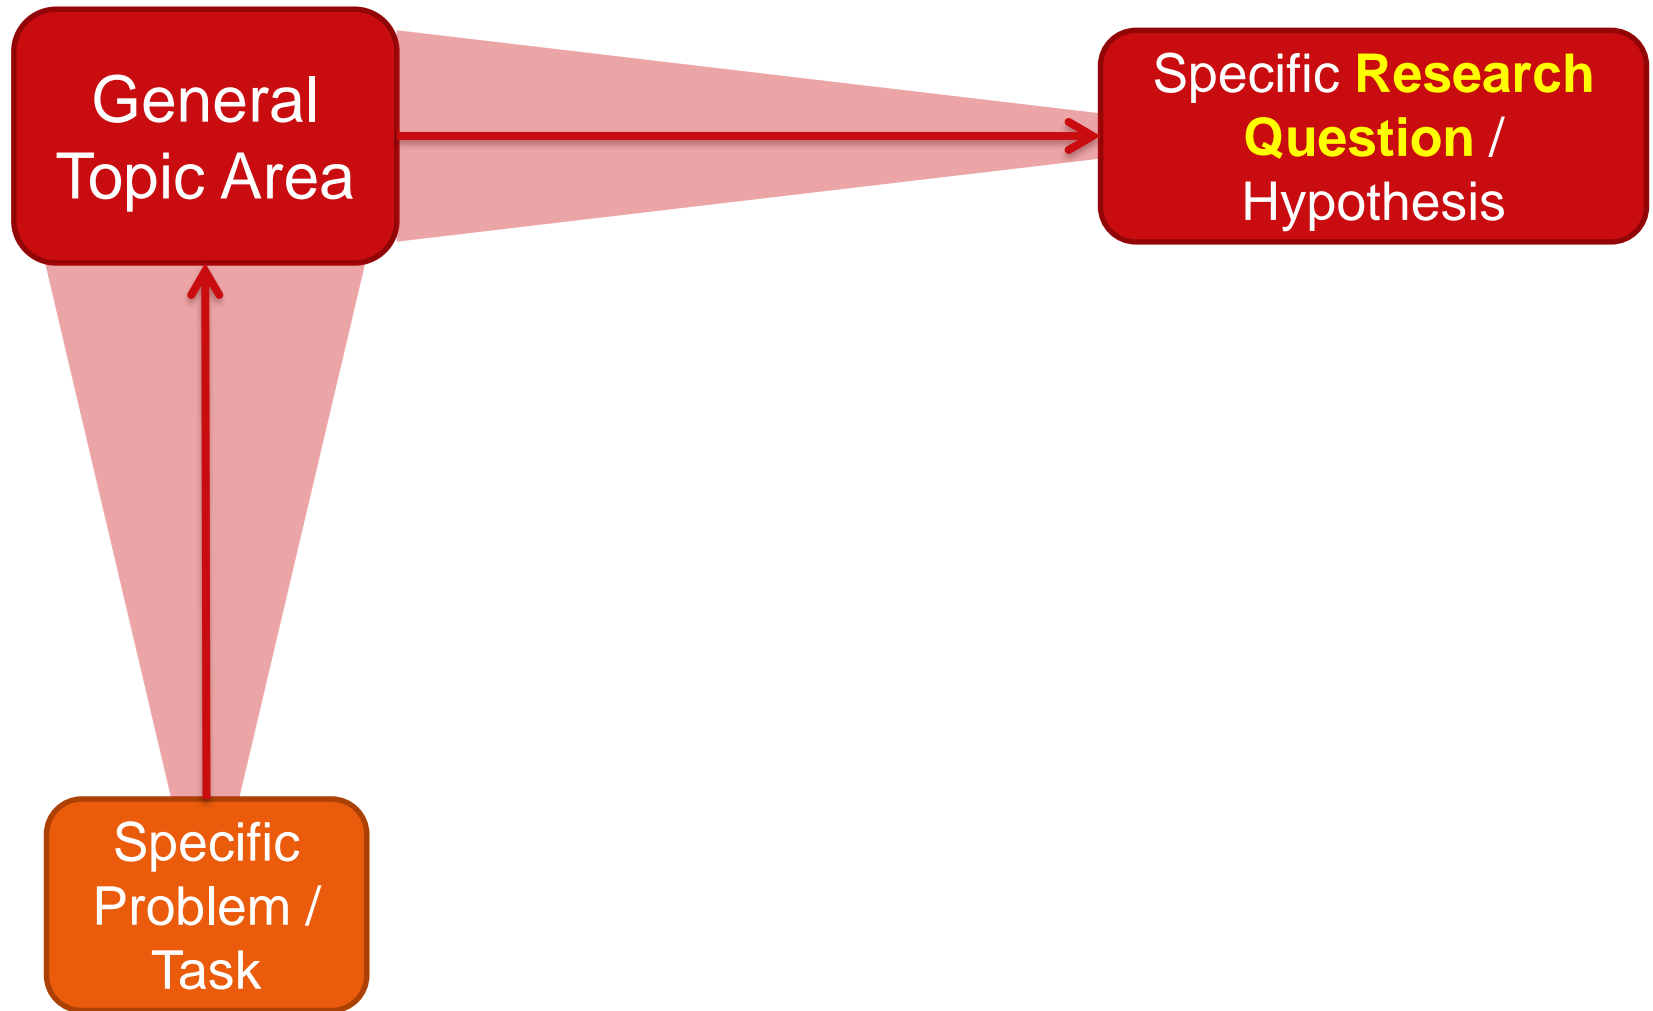 General
Topic Area
Specific Research
Question /
Hypothesis
Specific
Problem /
Task